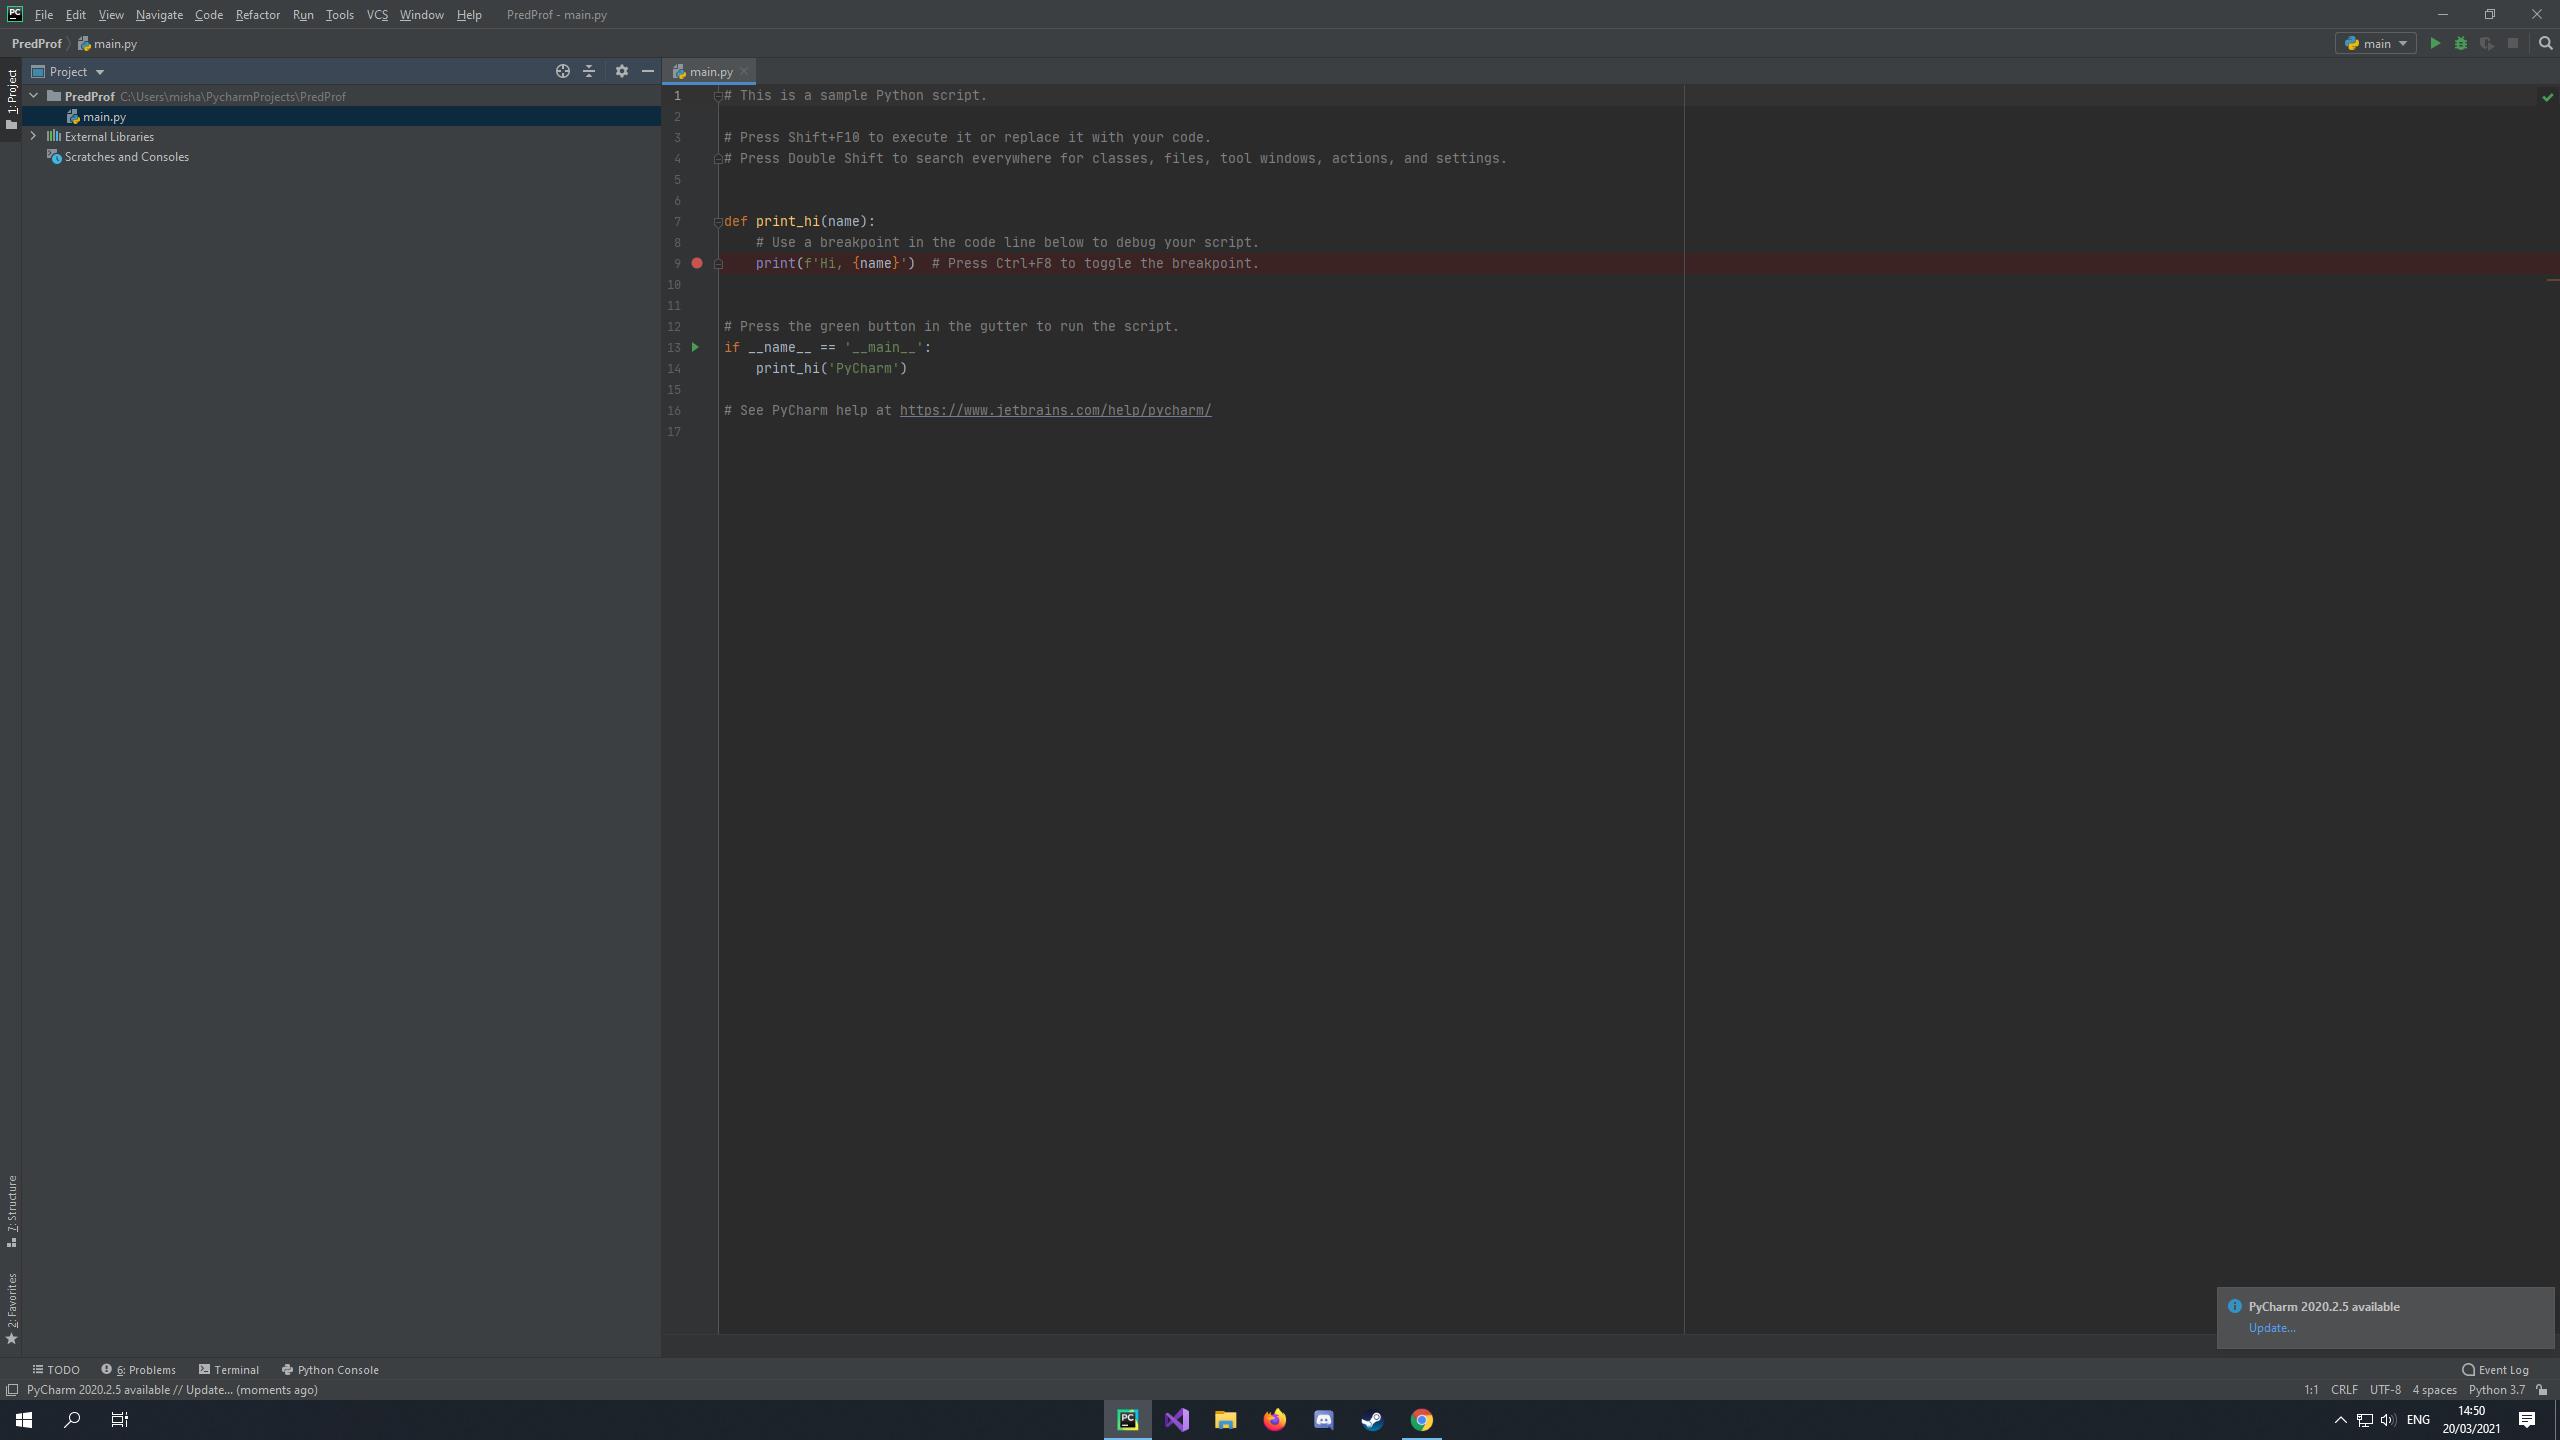 File Edit View Navigate Code Refactor Run Tools VCS Window Help PredProf - main.py
PredProf main.py
main
1: Project
Project
PredProf C:\Users\misha\PycharmProjects\PredProf
main.py
External Libraries
Scratches and Consoles
main.py
1 # This is a sample Python script.
2
3 # Press Shift+F10 to execute it or replace it with your code.
4 # Press Double Shift to search everywhere for classes, files, tool windows, actions, and settings.
5
6
7 def print_hi(name):
8 # Use a breakpoint in the code line below to debug your script.
9 print(f'Hi, {name}') # Press Ctrl+F8 to toggle the breakpoint.
10
11
12 # Press the green button in the gutter to run the script.
13 if __name__ == '__main__':
14 print_hi('PyCharm')
15
16 # See PyCharm help at https://www.jetbrains.com/help/pycharm/
17
7: Structure
2: Favorites
PyCharm 2020.2.5 available
Update...
TODO 6: Problems Terminal Python Console Event Log
PyCharm 2020.2.5 available // Update... (moments ago) 1:1 CRLF UTF-8 4 spaces Python 3.7
ENG
14:50
20/03/2021